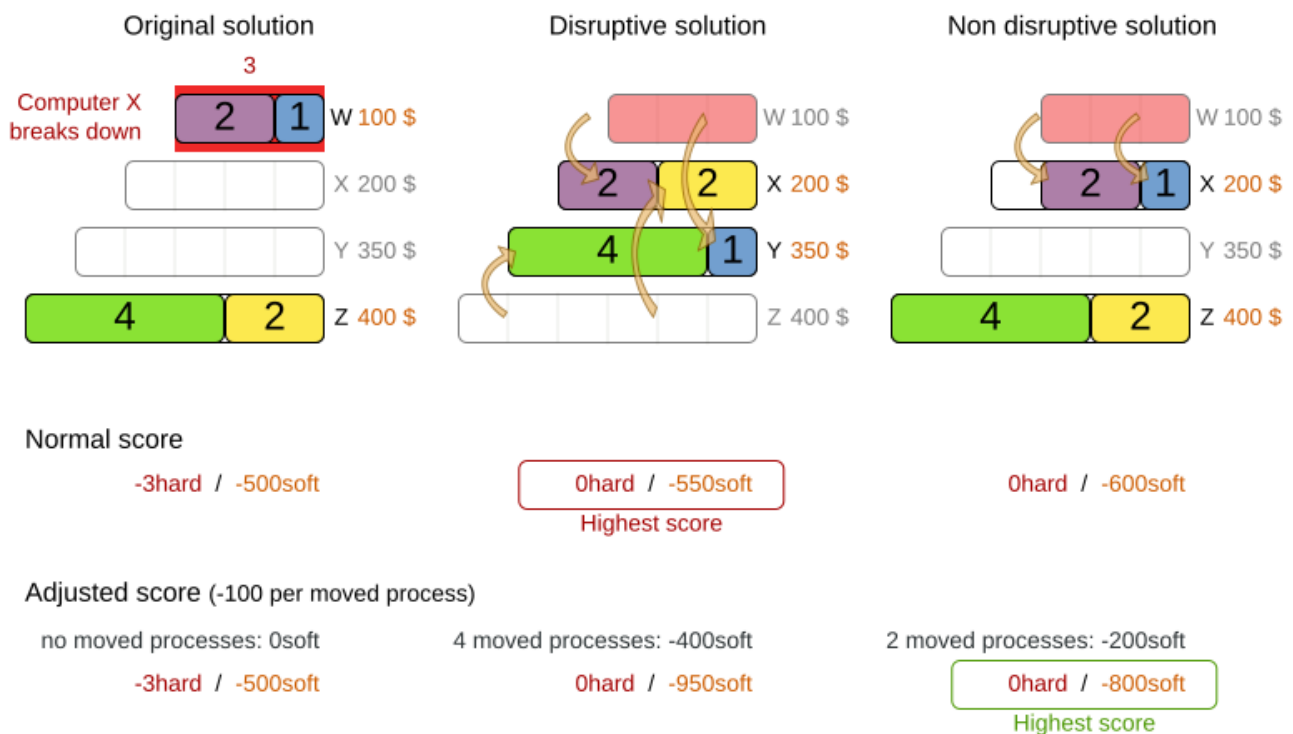 Original solution
Disruptive solution
Non disruptive solution
3
Computer X
breaks down
2 1 W 100 $
X 200 $
Y 350 $
4 2 Z 400 $
W 100 $
2 2 X 200 $
4 1 Y 350 $
Z 400 $
W 100 $
2 1 X 200 $
Y 350 $
4 2 Z 400 $
Normal score
-3hard / -500soft
0hard / -550soft
Highest score
0hard / -600soft
Adjusted score (-100 per moved process)
no moved processes: 0soft
-3hard / -500soft
4 moved processes: -400soft
0hard / -950soft
2 moved processes: -200soft
0hard / -800soft
Highest score